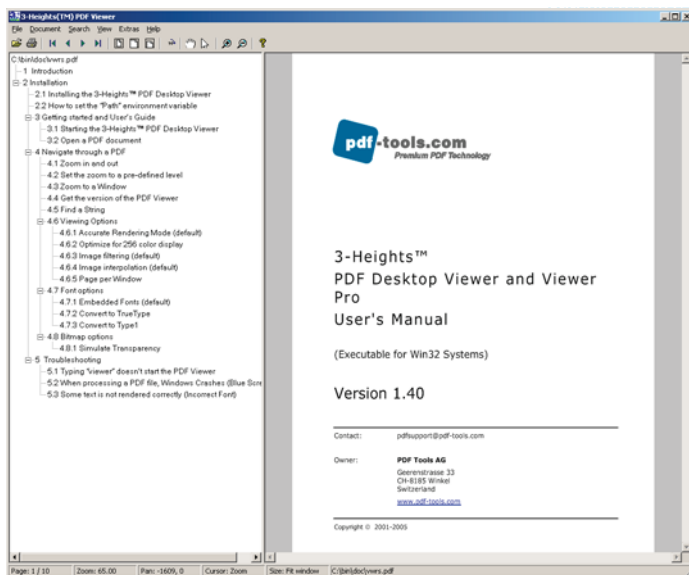 3-Heights(TM) PDF Viewer
File Document Search View Extras Help
C:\bin\doc\vwrs.pdf
1 Introduction
2 Installation
2.1 Installing the 3-Heights™ PDF Desktop Viewer
2.2 How to set the "Path" environment variable
3 Getting started and User's Guide
3.1 Starting the 3-Heights™ PDF Desktop Viewer
3.2 Open a PDF document
4 Navigate through a PDF
4.1 Zoom in and out
4.2 Set the zoom to a pre-defined level
4.3 Zoom to a Window
4.4 Get the version of the PDF Viewer
4.5 Find a String
4.6 Viewing Options
4.6.1 Accurate Rendering Mode (default)
4.6.2 Optimize for 256 color display
4.6.3 Image filtering (default)
4.6.4 Image interpolation (default)
4.6.5 Page per Window
4.7 Font options
4.7.1 Embedded Fonts (default)
4.7.2 Convert to TrueType
4.7.3 Convert to Type1
4.8 Bitmap options
4.8.1 Simulate Transparency
5 Troubleshooting
5.1 Typing "viewer" doesn't start the PDF Viewer
5.2 When processing a PDF file, Windows Crashes (Blue Scre
5.3 Some text is not rendered correctly (Incorrect Font)
pdf-tools.com
Premium PDF Technology
3-Heights™
PDF Desktop Viewer and Viewer
Pro
User's Manual
(Executable for Win32 Systems)
Version 1.40
Contact: pdfsupport@pdf-tools.com
Owner: PDF Tools AG
Geerenstrasse 33
CH-8185 Winkel
Switzerland
www.pdf-tools.com
Copyright © 2001-2005
Page: 1 / 10 Zoom: 65.00 Pan: -1609, 0 Cursor: Zoom Size: Fit window C:\bin\doc\vwrs.pdf